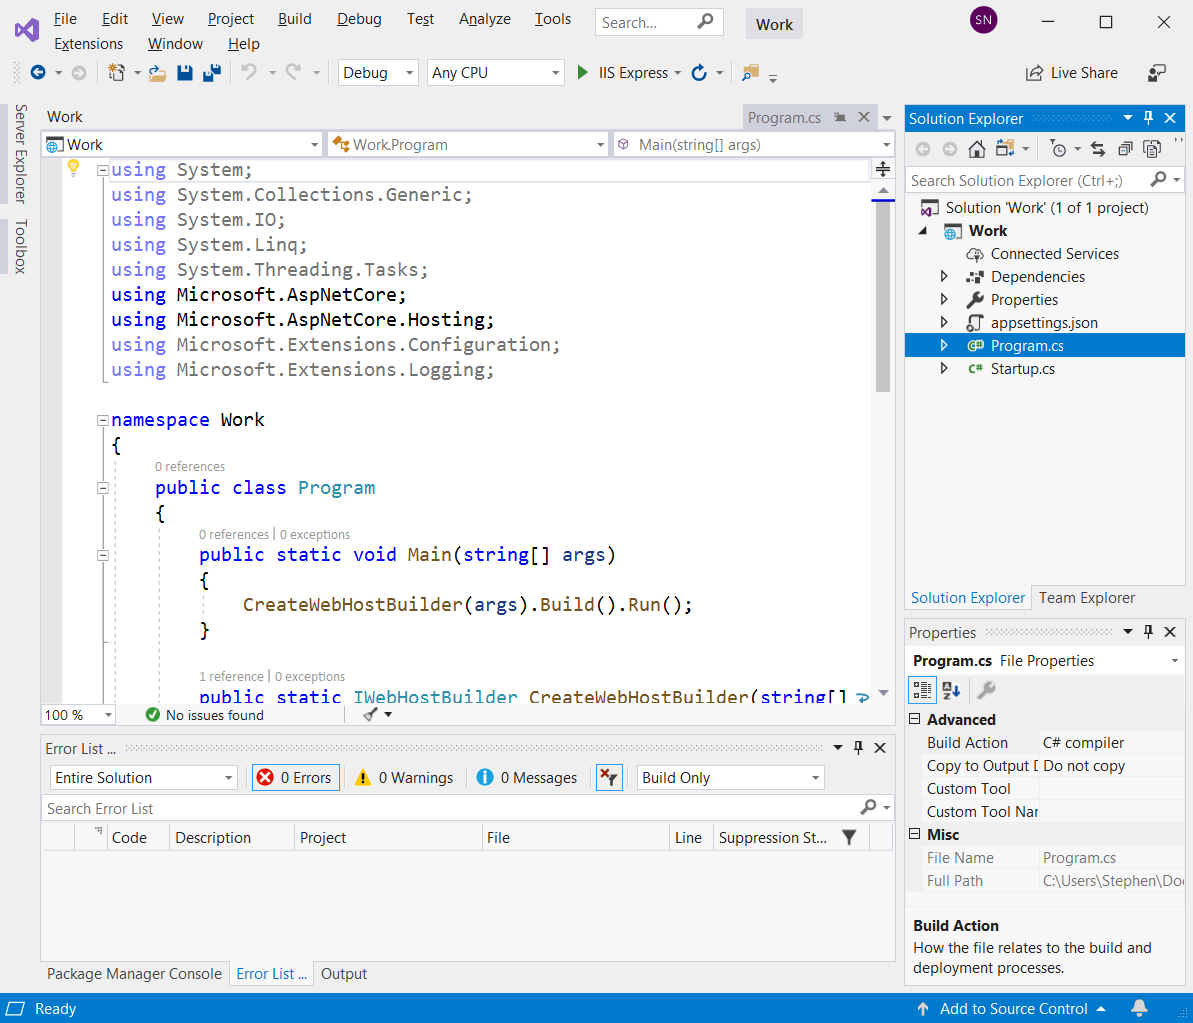 File Edit View Project Build Debug Test Analyze Tools Search... Work SN
Extensions Window Help
Debug Any CPU IIS Express Live Share
Server Explorer
Toolbox
Work Program.cs
Work Work.Program Main(string[] args)
using System;
using System.Collections.Generic;
using System.IO;
using System.Linq;
using System.Threading.Tasks;
using Microsoft.AspNetCore;
using Microsoft.AspNetCore.Hosting;
using Microsoft.Extensions.Configuration;
using Microsoft.Extensions.Logging;
namespace Work
{
0 references
public class Program
{
0 references | 0 exceptions
public static void Main(string[] args)
{
CreateWebHostBuilder(args).Build().Run();
}
1 reference | 0 exceptions
public static IWebHostBuilder CreateWebHostBuilder(string[]
100 % No issues found
Error List ...
Entire Solution 0 Errors 0 Warnings 0 Messages Build Only
Search Error List
Code Description Project File Line Suppression St...
Package Manager Console Error List ... Output
Solution Explorer
Search Solution Explorer (Ctrl+;)
Solution 'Work' (1 of 1 project)
Work
Connected Services
Dependencies
Properties
appsettings.json
C# Program.cs
C# Startup.cs
Solution Explorer Team Explorer
Properties
Program.cs File Properties
Advanced
Build Action C# compiler
Copy to Output D Do not copy
Custom Tool
Custom Tool Nar
Misc
File Name Program.cs
Full Path C:\Users\Stephen\Doc
Build Action
How the file relates to the build and
deployment processes.
Ready Add to Source Control